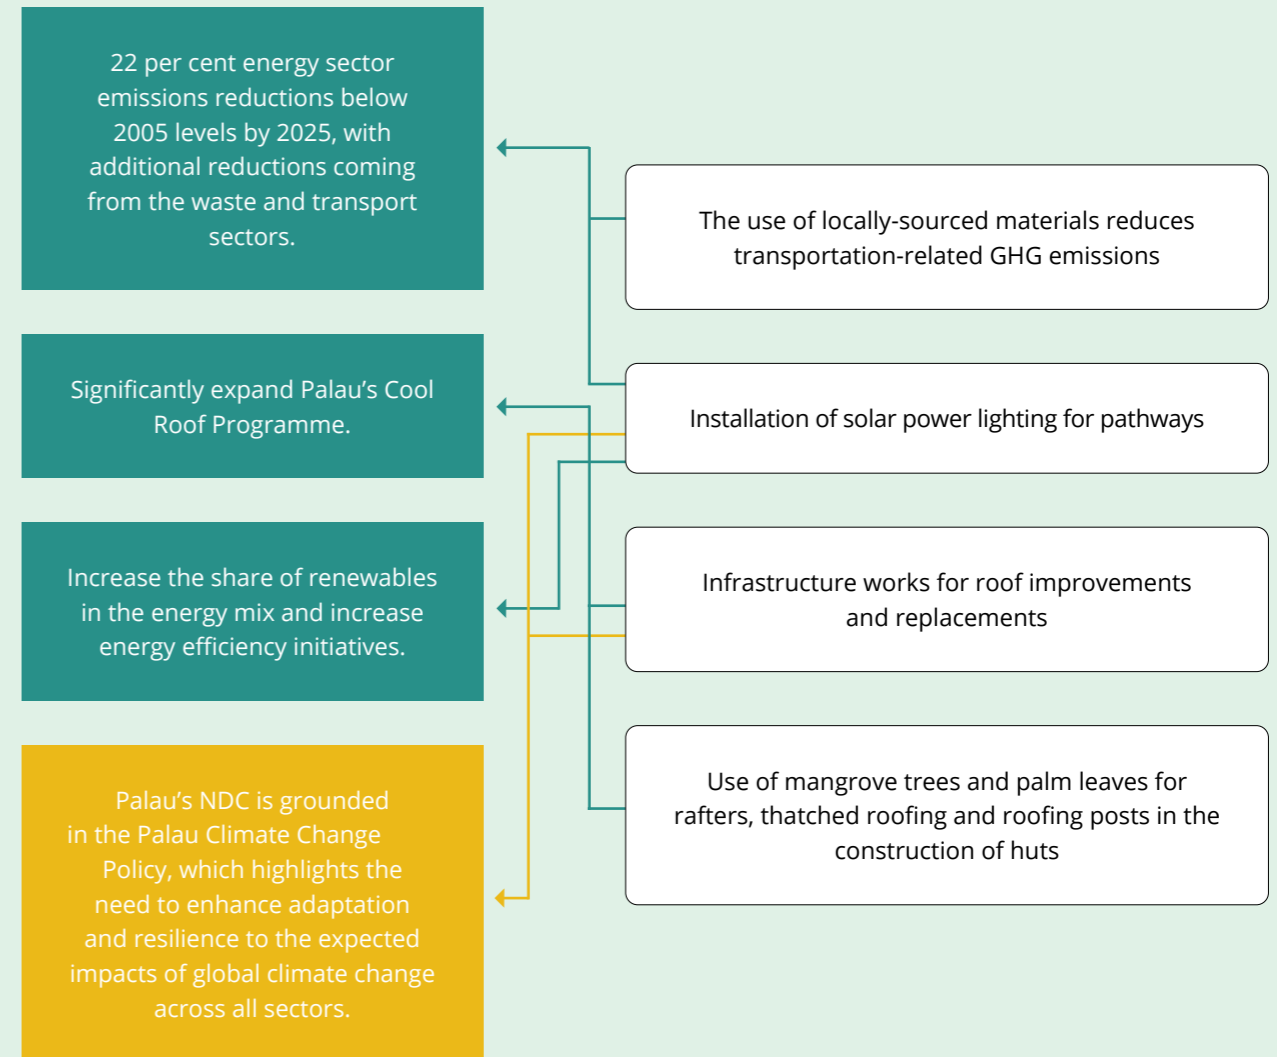 22 per cent energy sector
emissions reductions below
2005 levels by 2025, with
additional reductions coming
from the waste and transport
sectors.
Significantly expand Palau’s Cool
Roof Programme.
Increase the share of renewables
in the energy mix and increase
energy efficiency initiatives.
Palau’s NDC is grounded
in the Palau Climate Change
Policy, which highlights the
need to enhance adaptation
and resilience to the expected
impacts of global climate change
across all sectors.
The use of locally-sourced materials reduces
transportation-related GHG emissions
Installation of solar power lighting for pathways
Infrastructure works for roof improvements
and replacements
Use of mangrove trees and palm leaves for
rafters, thatched roofing and roofing posts in the
construction of huts